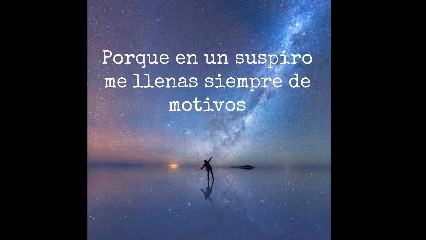 Porque en un suspiro
me llenas siempre de
motivos